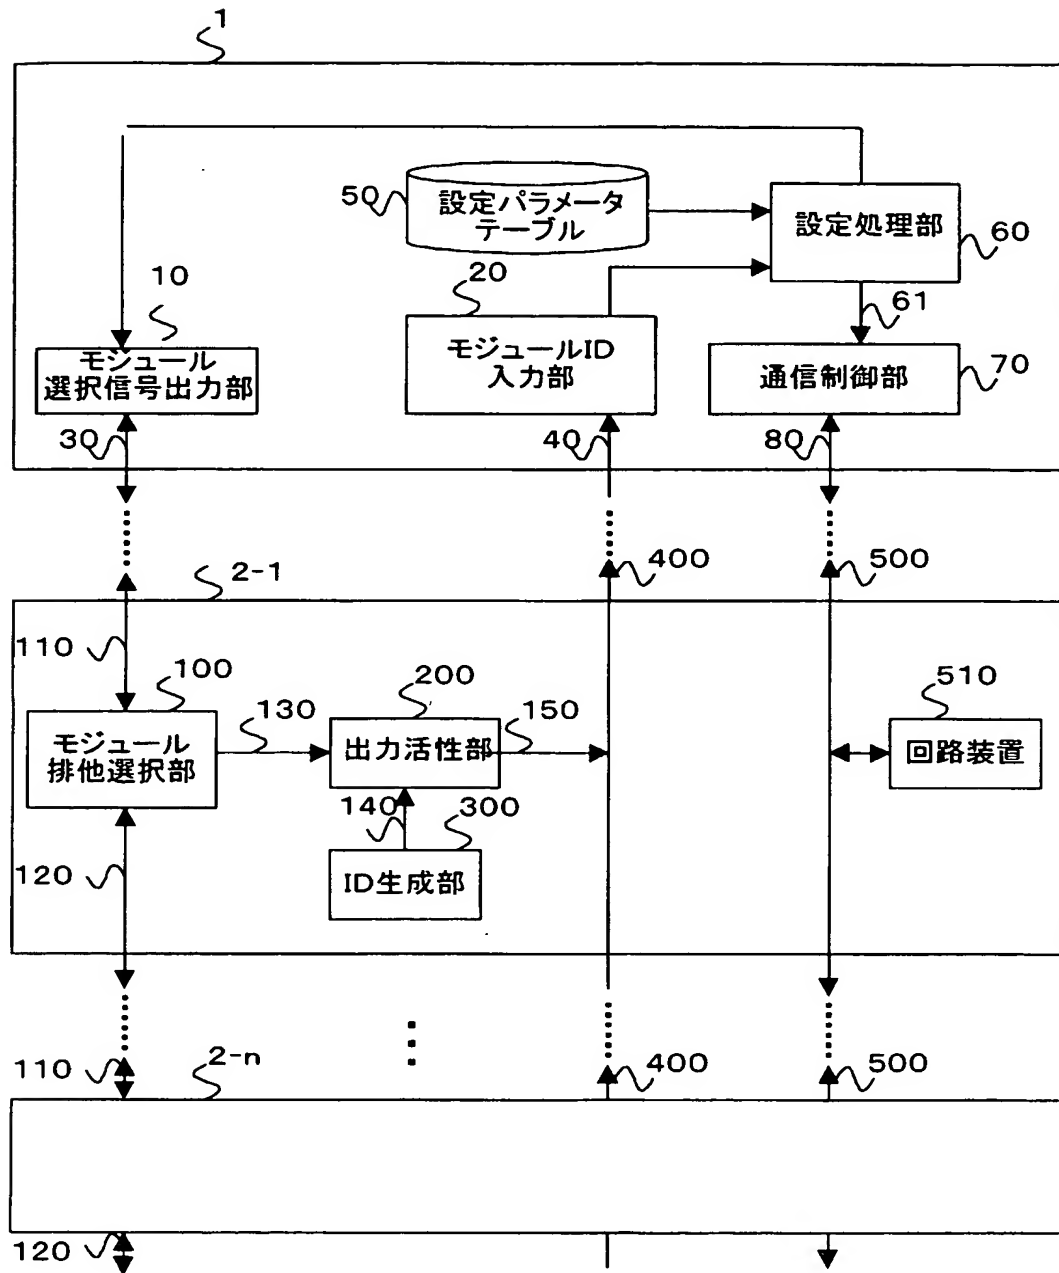 1
50
設定パラメータ
テーブル
設定処理部
60
10
20
61
モジュール
選択信号出力部
モジュールID
入力部
通信制御部
70
30
40
80
2-1
400
500
110
100
130
200
150
510
モジュール
排他選択部
出力活性部
回路装置
140
300
120
ID生成部
110
2-n
400
500
120